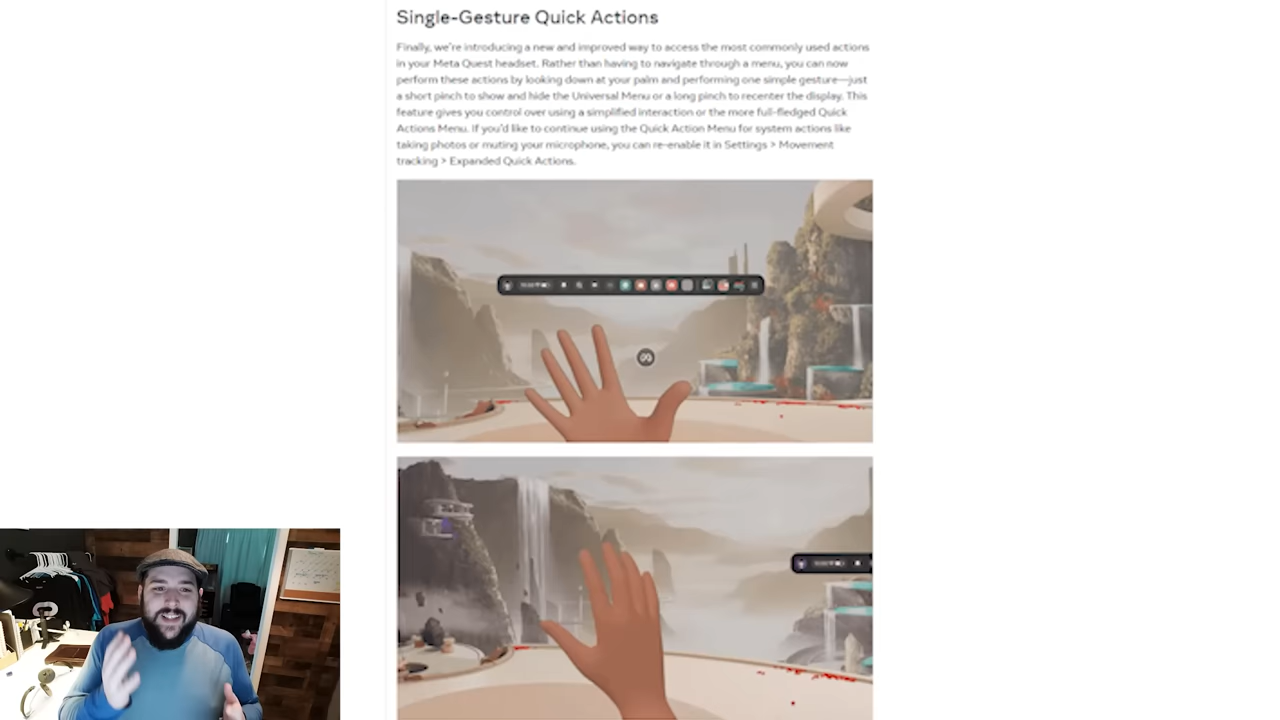 Single-Gesture Quick Actions
Finally, we're introducing a new and improved way to access the most commonly used actions
in your Meta Quest headset. Rather than having to navigate through a menu, you can now
perform these actions by looking down at your palm and performing one simple gesture—just
a short pinch to show and hide the Universal Menu or a long pinch to recenter the display. This
feature gives you control over using a simplified interaction or the more full-fledged Quick
Actions Menu. If you'd like to continue using the Quick Action Menu for system actions like
taking photos or muting your microphone, you can re-enable it in Settings > Movement
tracking > Expanded Quick Actions.